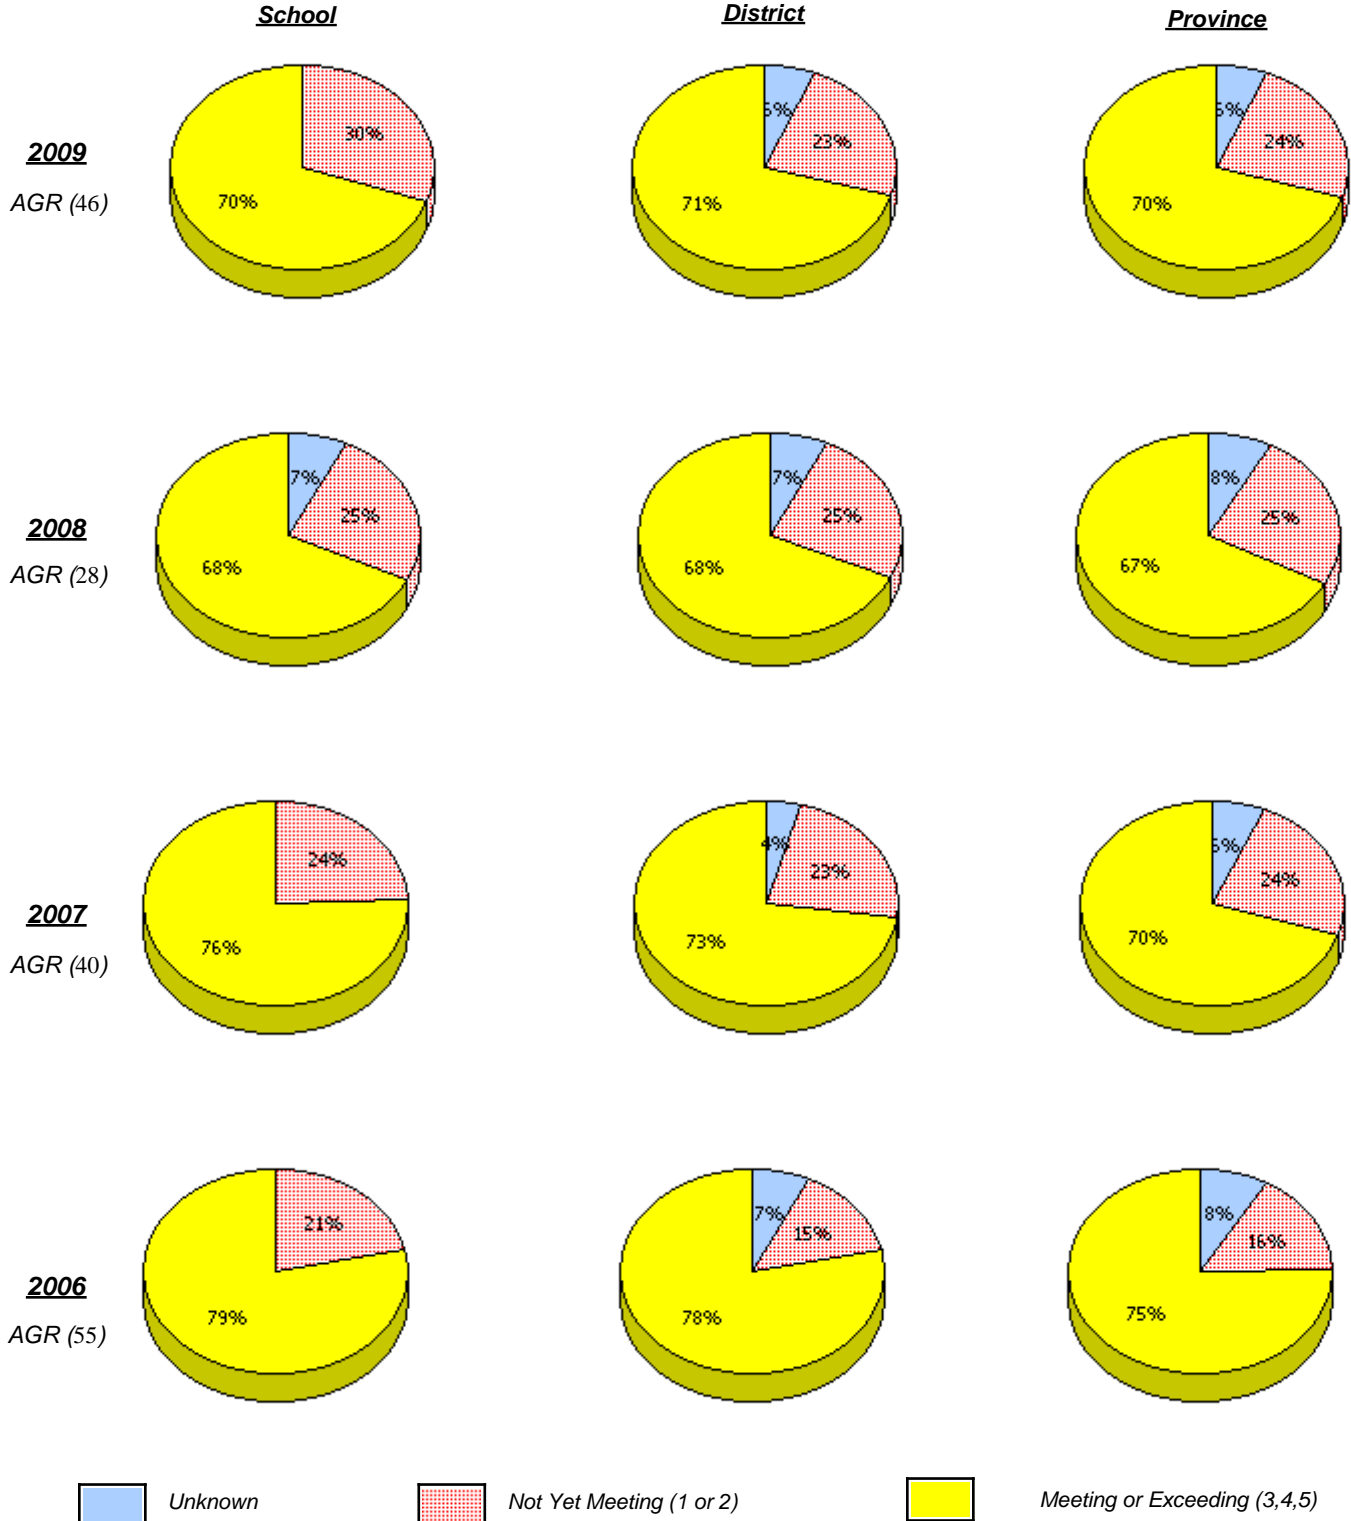 School District Province
30% 6% 23% 6% 24%
2009
AGR (46)
70% 71% 70%
7% 25% 7% 25% 8% 25%
2008
AGR (28)
68% 68% 67%
24% 4% 23% 6% 24%
2007
AGR (40)
76% 73% 70%
21% 7% 15% 8% 16%
2006
AGR (55)
79% 78% 75%
Unknown Not Yet Meeting (1 or 2) Meeting or Exceeding (3,4,5)